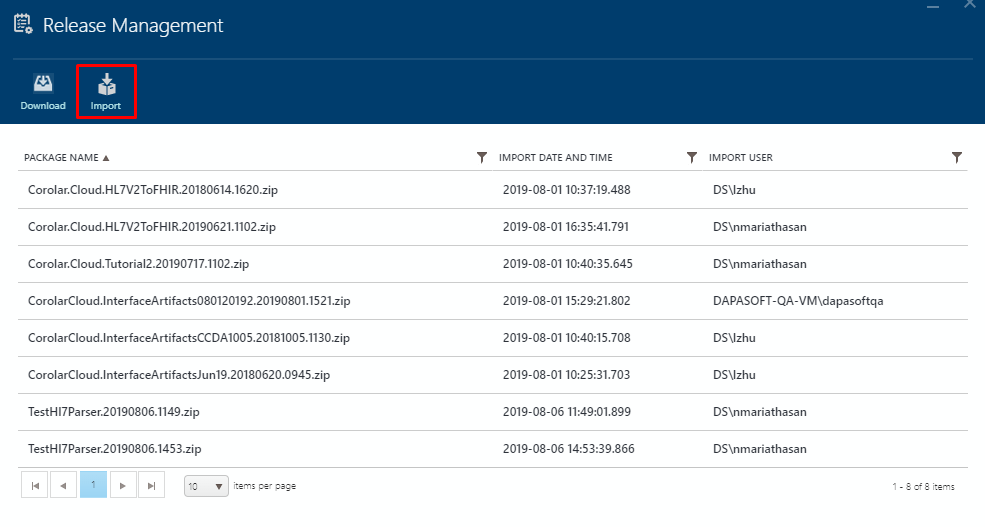 Release Management
Download Import
PACKAGE NAME IMPORT DATE AND TIME IMPORT USER
Corolar.Cloud.HL7V2ToFHIR.20180614.1620.zip 2019-08-01 10:37:19.488 DS\lzhu
Corolar.Cloud.HL7V2ToFHIR.20190621.1102.zip 2019-08-01 16:35:41.791 DS\nmariathasan
Corolar.Cloud.Tutorial2.20190717.1102.zip 2019-08-01 10:40:35.645 DS\nmariathasan
CorolarCloud.InterfaceArtifacts080120192.20190801.1521.zip 2019-08-01 15:29:21.802 DAPASOFT-QA-VM\dapasoftqa
CorolarCloud.InterfaceArtifactsCCDA1005.20181005.1130.zip 2019-08-01 10:40:15.708 DS\lzhu
CorolarCloud.InterfaceArtifactsJun19.20180620.0945.zip 2019-08-01 10:25:31.703 DS\lzhu
TestHl7Parser.20190806.1149.zip 2019-08-06 11:49:01.899 DS\nmariathasan
TestHl7Parser.20190806.1453.zip 2019-08-06 14:53:39.866 DS\nmariathasan
1 10 items per page 1 - 8 of 8 items